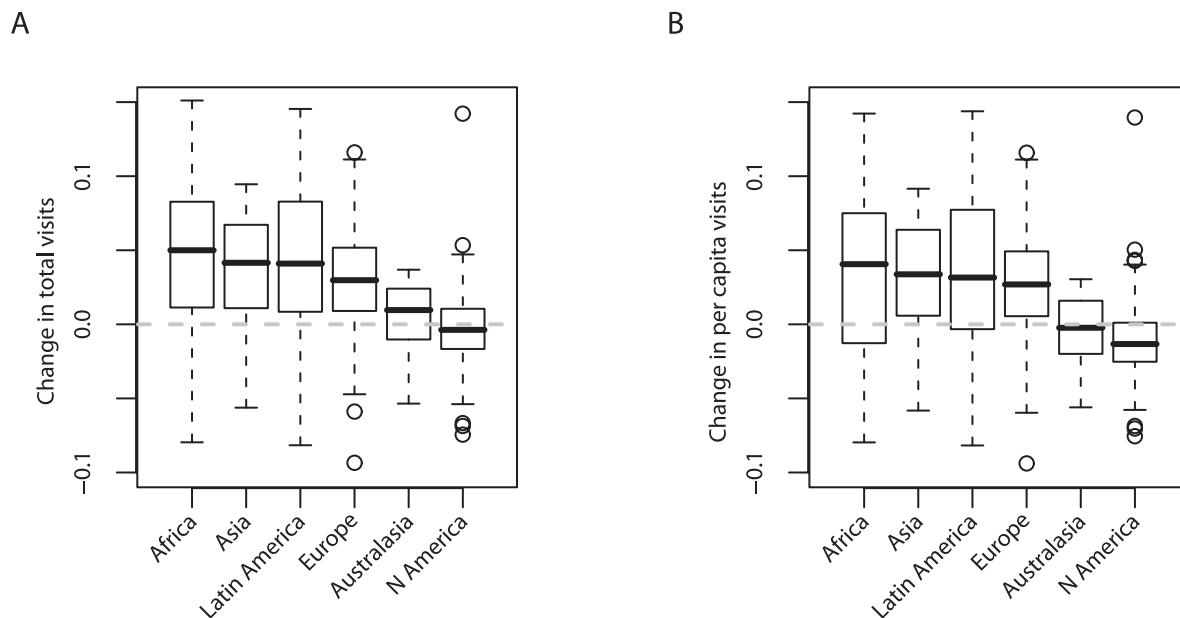 A
Change in total visits
0.1
0.0
−0.1
Africa
Asia
Latin America
Europe
Australasia
N America
B
Change in per capita visits
0.1
0.0
−0.1
Africa
Asia
Latin America
Europe
Australasia
N America